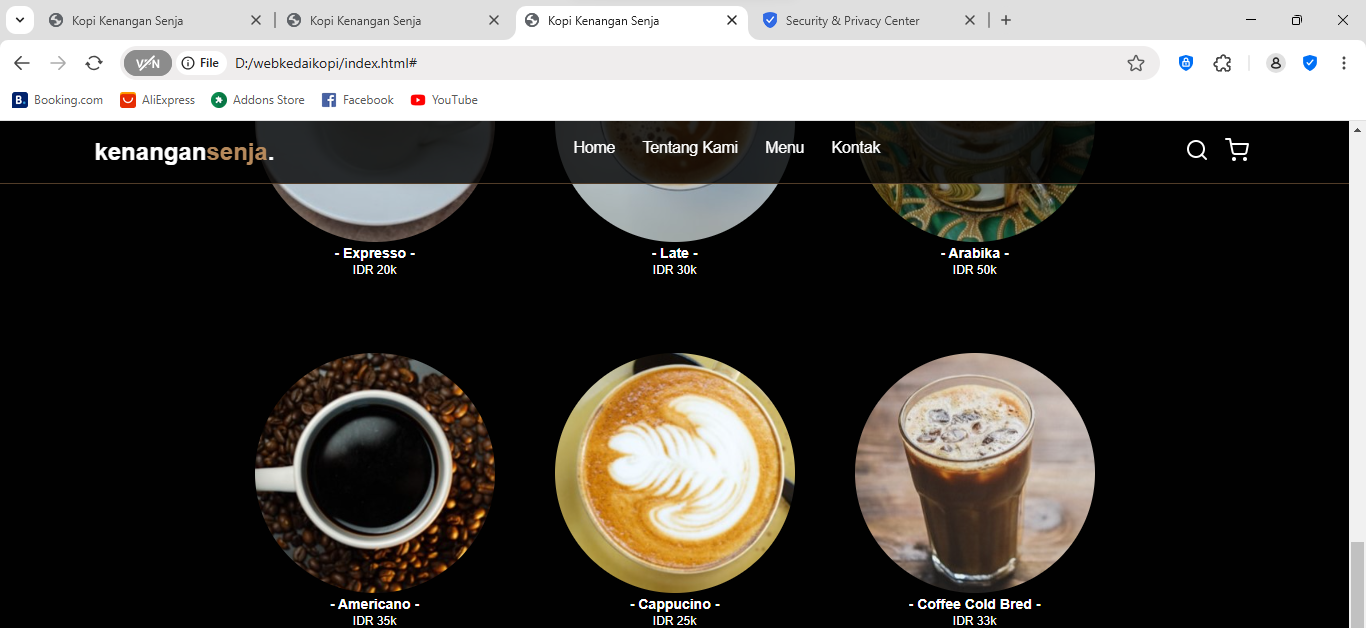 Kopi Kenangan Senja
Kopi Kenangan Senja
Kopi Kenangan Senja
Security & Privacy Center
VPN
File
D:/webkedaikopi/index.html#
B. Booking.com
AliExpress
Addons Store
Facebook
YouTube
kenangansenja.
Home
Tentang Kami
Menu
Kontak
- Expresso -
IDR 20k
- Late -
IDR 30k
- Arabika -
IDR 50k
- Americano -
IDR 35k
- Cappucino -
IDR 25k
- Coffee Cold Bred -
IDR 33k